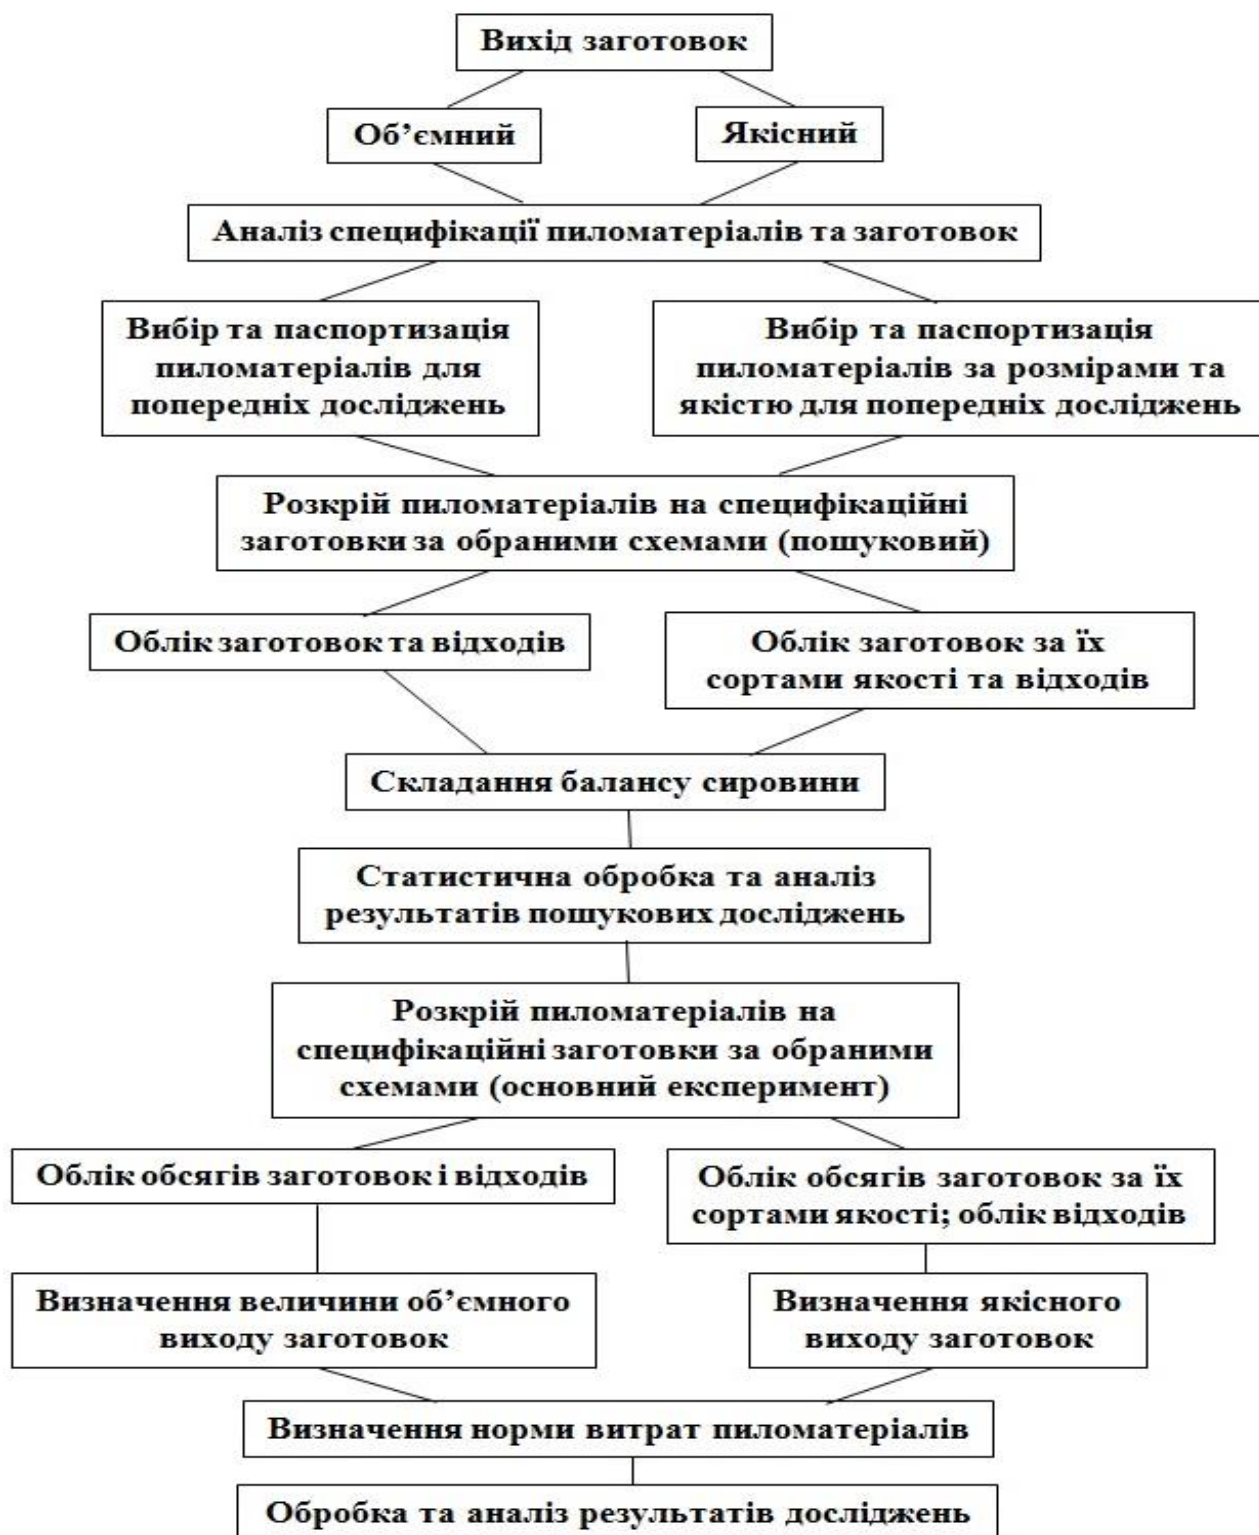 Вихід заготовок
Об’ємний
Якісний
Аналіз специфікації пиломатеріалів та заготовок
Вибір та паспортизація
пиломатеріалів для
попередніх досліджень
Вибір та паспортизація
пиломатеріалів за розмірами та
якістю для попередніх досліджень
Розкрій пиломатеріалів на специфікаційні
заготовки за обраними схемами (пошуковий)
Облік заготовок та відходів
Облік заготовок за їх
сортами якості та відходів
Складання балансу сировини
Статистична обробка та аналіз
результатів пошукових досліджень
Розкрій пиломатеріалів на
специфікаційні заготовки за обраними
схемами (основний експеримент)
Облік обсягів заготовок і відходів
Облік обсягів заготовок за їх
сортами якості; облік відходів
Визначення величини об’ємного
виходу заготовок
Визначення якісного
виходу заготовок
Визначення норми витрат пиломатеріалів
Обробка та аналіз результатів досліджень